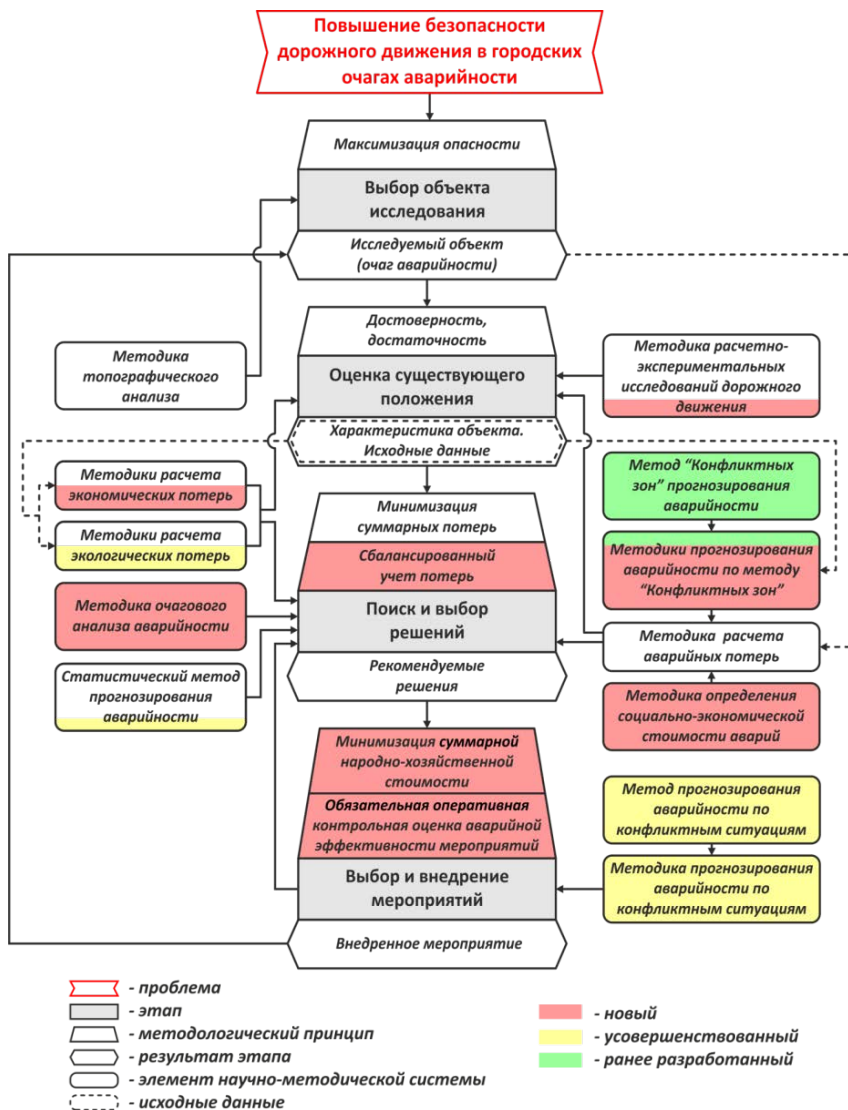 Повышение безопасности
дорожного движения в городских
очагах аварийности
Максимизация опасности
Выбор объекта
исследования
Исследуемый объект
(очаг аварийности)
Методика
топографического
анализа
Достоверность,
достаточность
Оценка существующего
положения
Характеристика объекта.
Исходные данные
Методика расчетно-
экспериментальных
исследований дорожного
движения
Методики расчета
экономических потерь
Методики расчета
экологических потерь
Методика очагового
анализа аварийности
Статистический метод
прогнозирования
аварийности
Минимизация
суммарных потерь
Сбалансированный
учет потерь
Поиск и выбор
решений
Рекомендуемые
решения
Метод “Конфликтных
зон” прогнозирования
аварийности
Методики прогнозирования
аварийности по методу
“Конфликтных зон”
Методика расчета
аварийных потерь
Методика определения
социально-экономической
стоимости аварий
Минимизация суммарной
народно-хозяйственной
стоимости
Обязательная оперативная
контрольная оценка аварийной
эффективности мероприятий
Выбор и внедрение
мероприятий
Внедренное мероприятие
Метод прогнозирования
аварийности по
конфликтным ситуациям
Методика прогнозирования
аварийности по
конфликтным ситуациям
- проблема
- этап
- методологический принцип
- результат этапа
- элемент научно-методической системы
- исходные данные
- новый
- усовершенствованный
- ранее разработанный